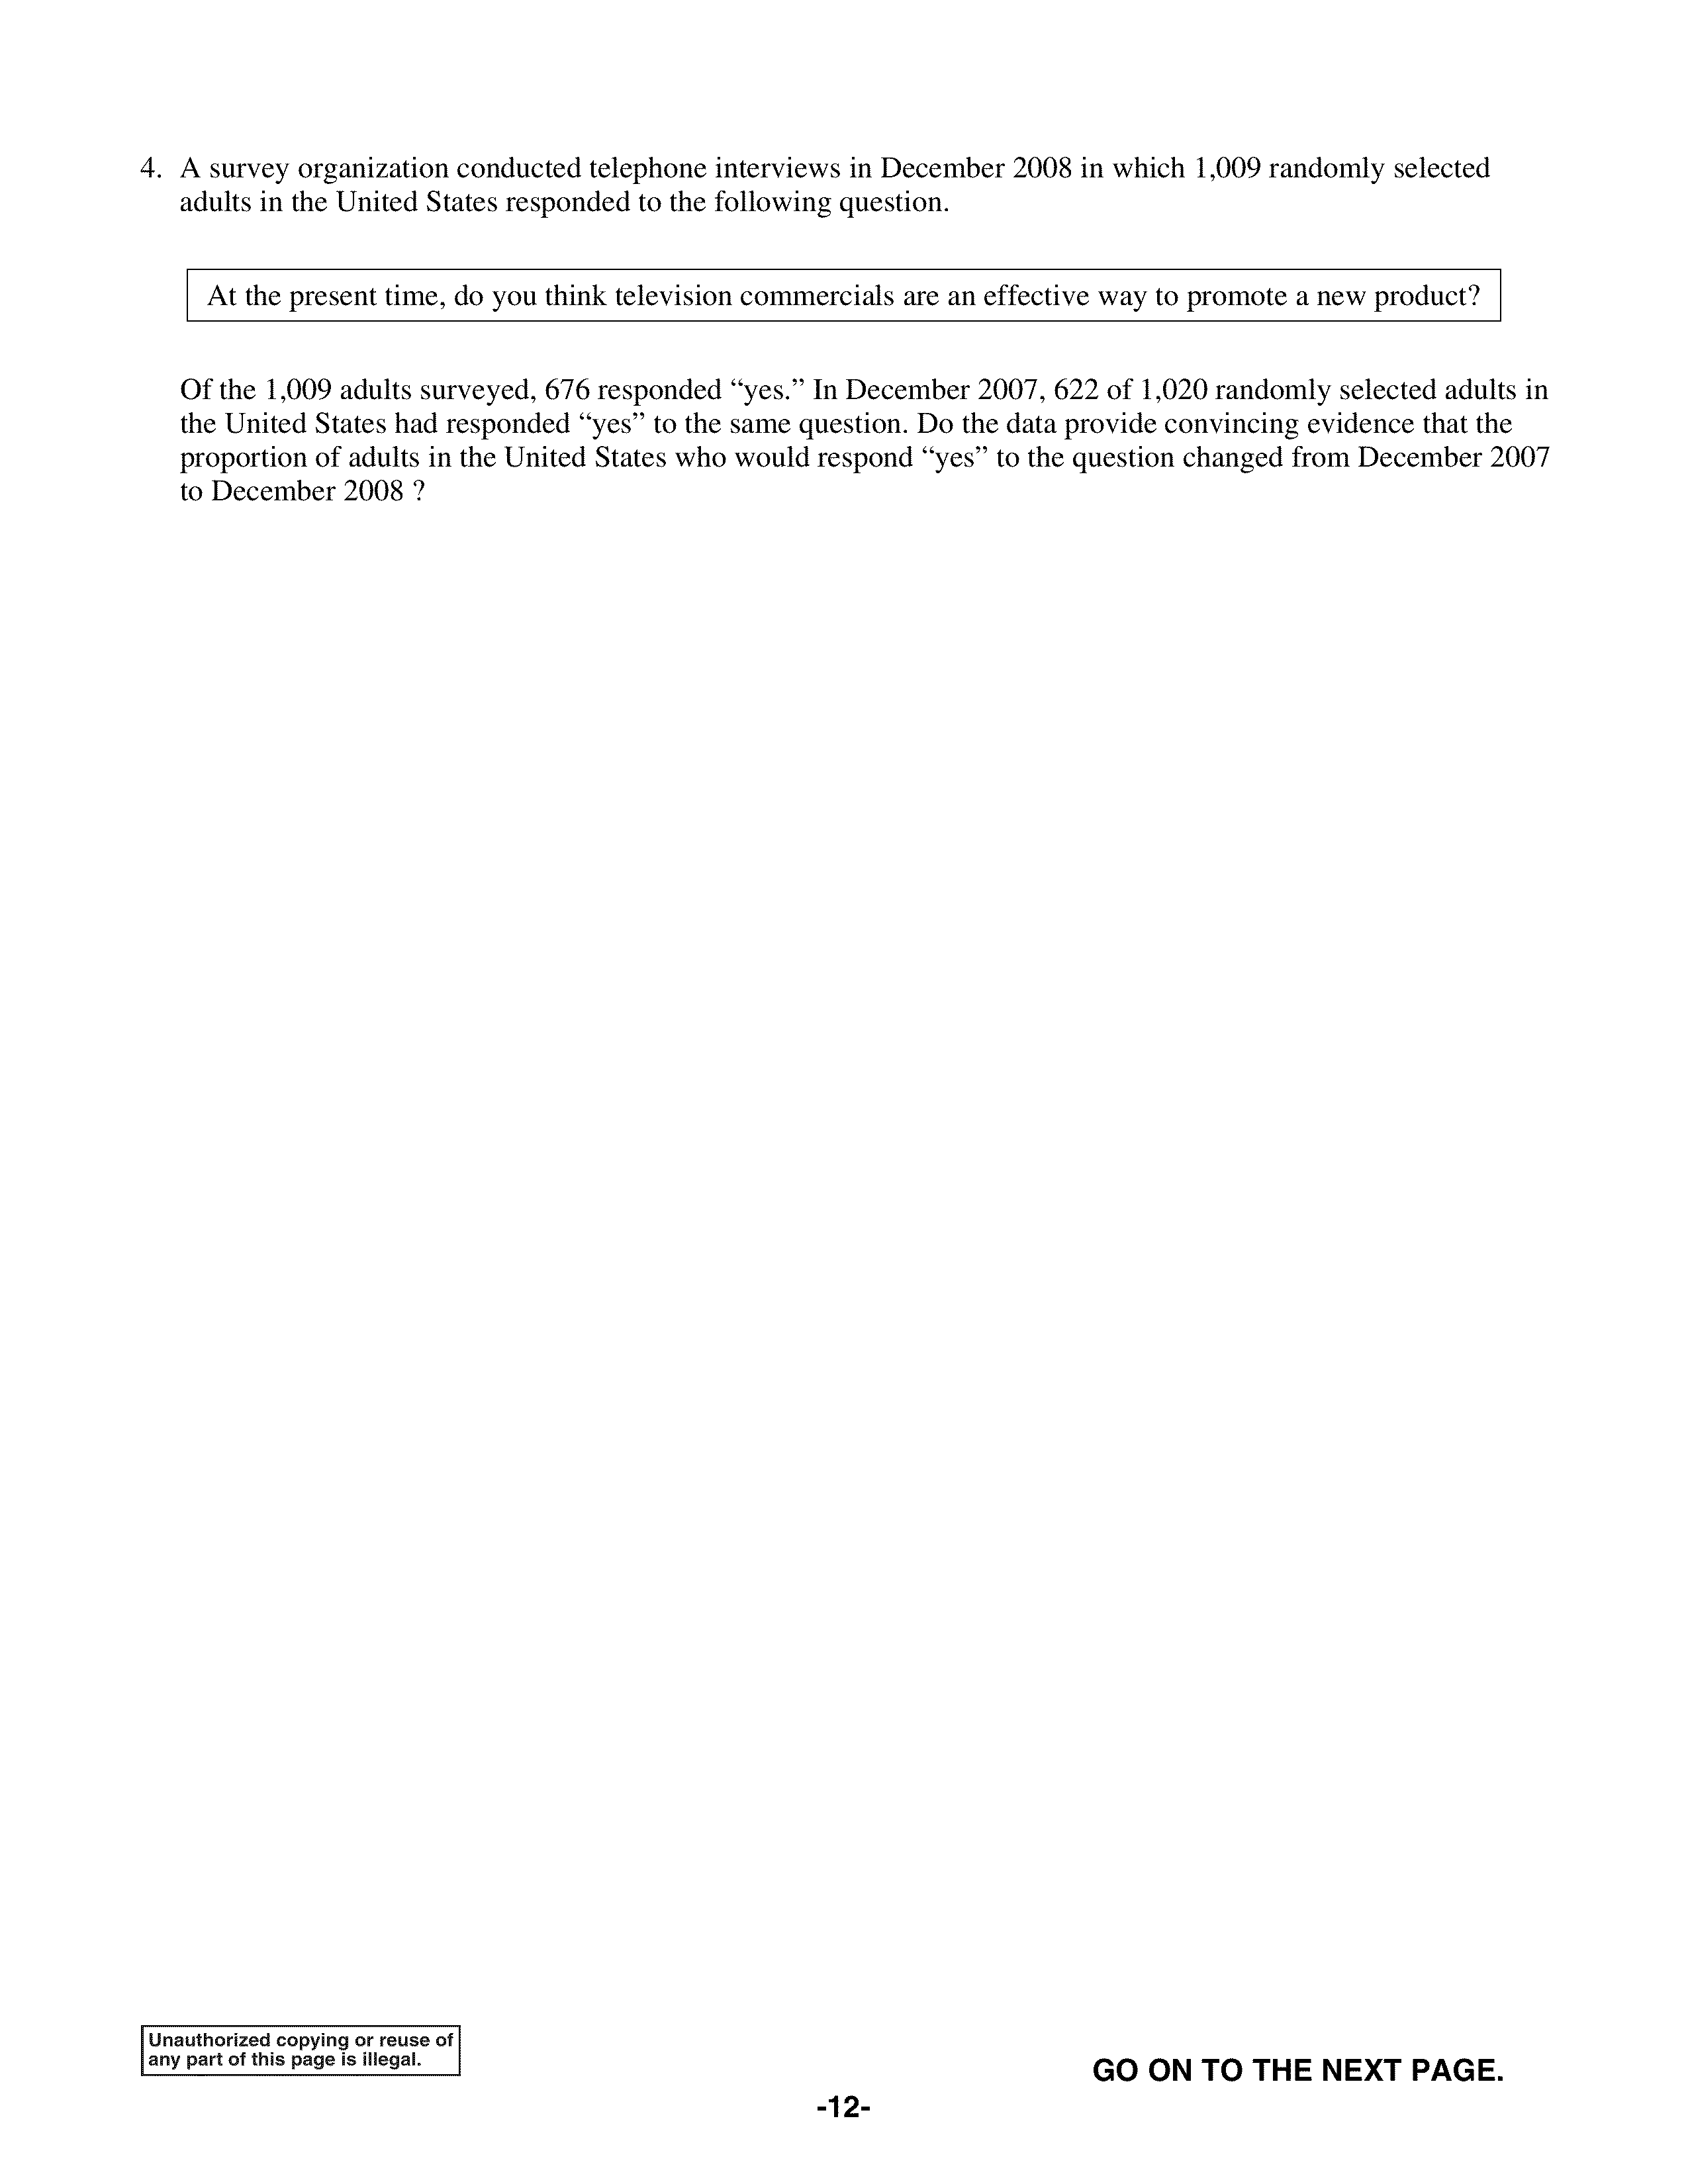 4. A survey organization conducted telephone interviews in December 2008 in which 1,009 randomly selected
adults in the United States responded to the following question.
At the present time, do you think television commercials are an effective way to promote a new product?
Of the 1,009 adults surveyed, 676 responded “yes.” In December 2007, 622 of 1,020 randomly selected adults in
the United States had responded “yes” to the same question. Do the data provide convincing evidence that the
proportion of adults in the United States who would respond “yes” to the question changed from December 2007
to December 2008 ?
Unauthorized copying or reuse of
any part of this page is illegal.
GO ON TO THE NEXT PAGE.
-12-